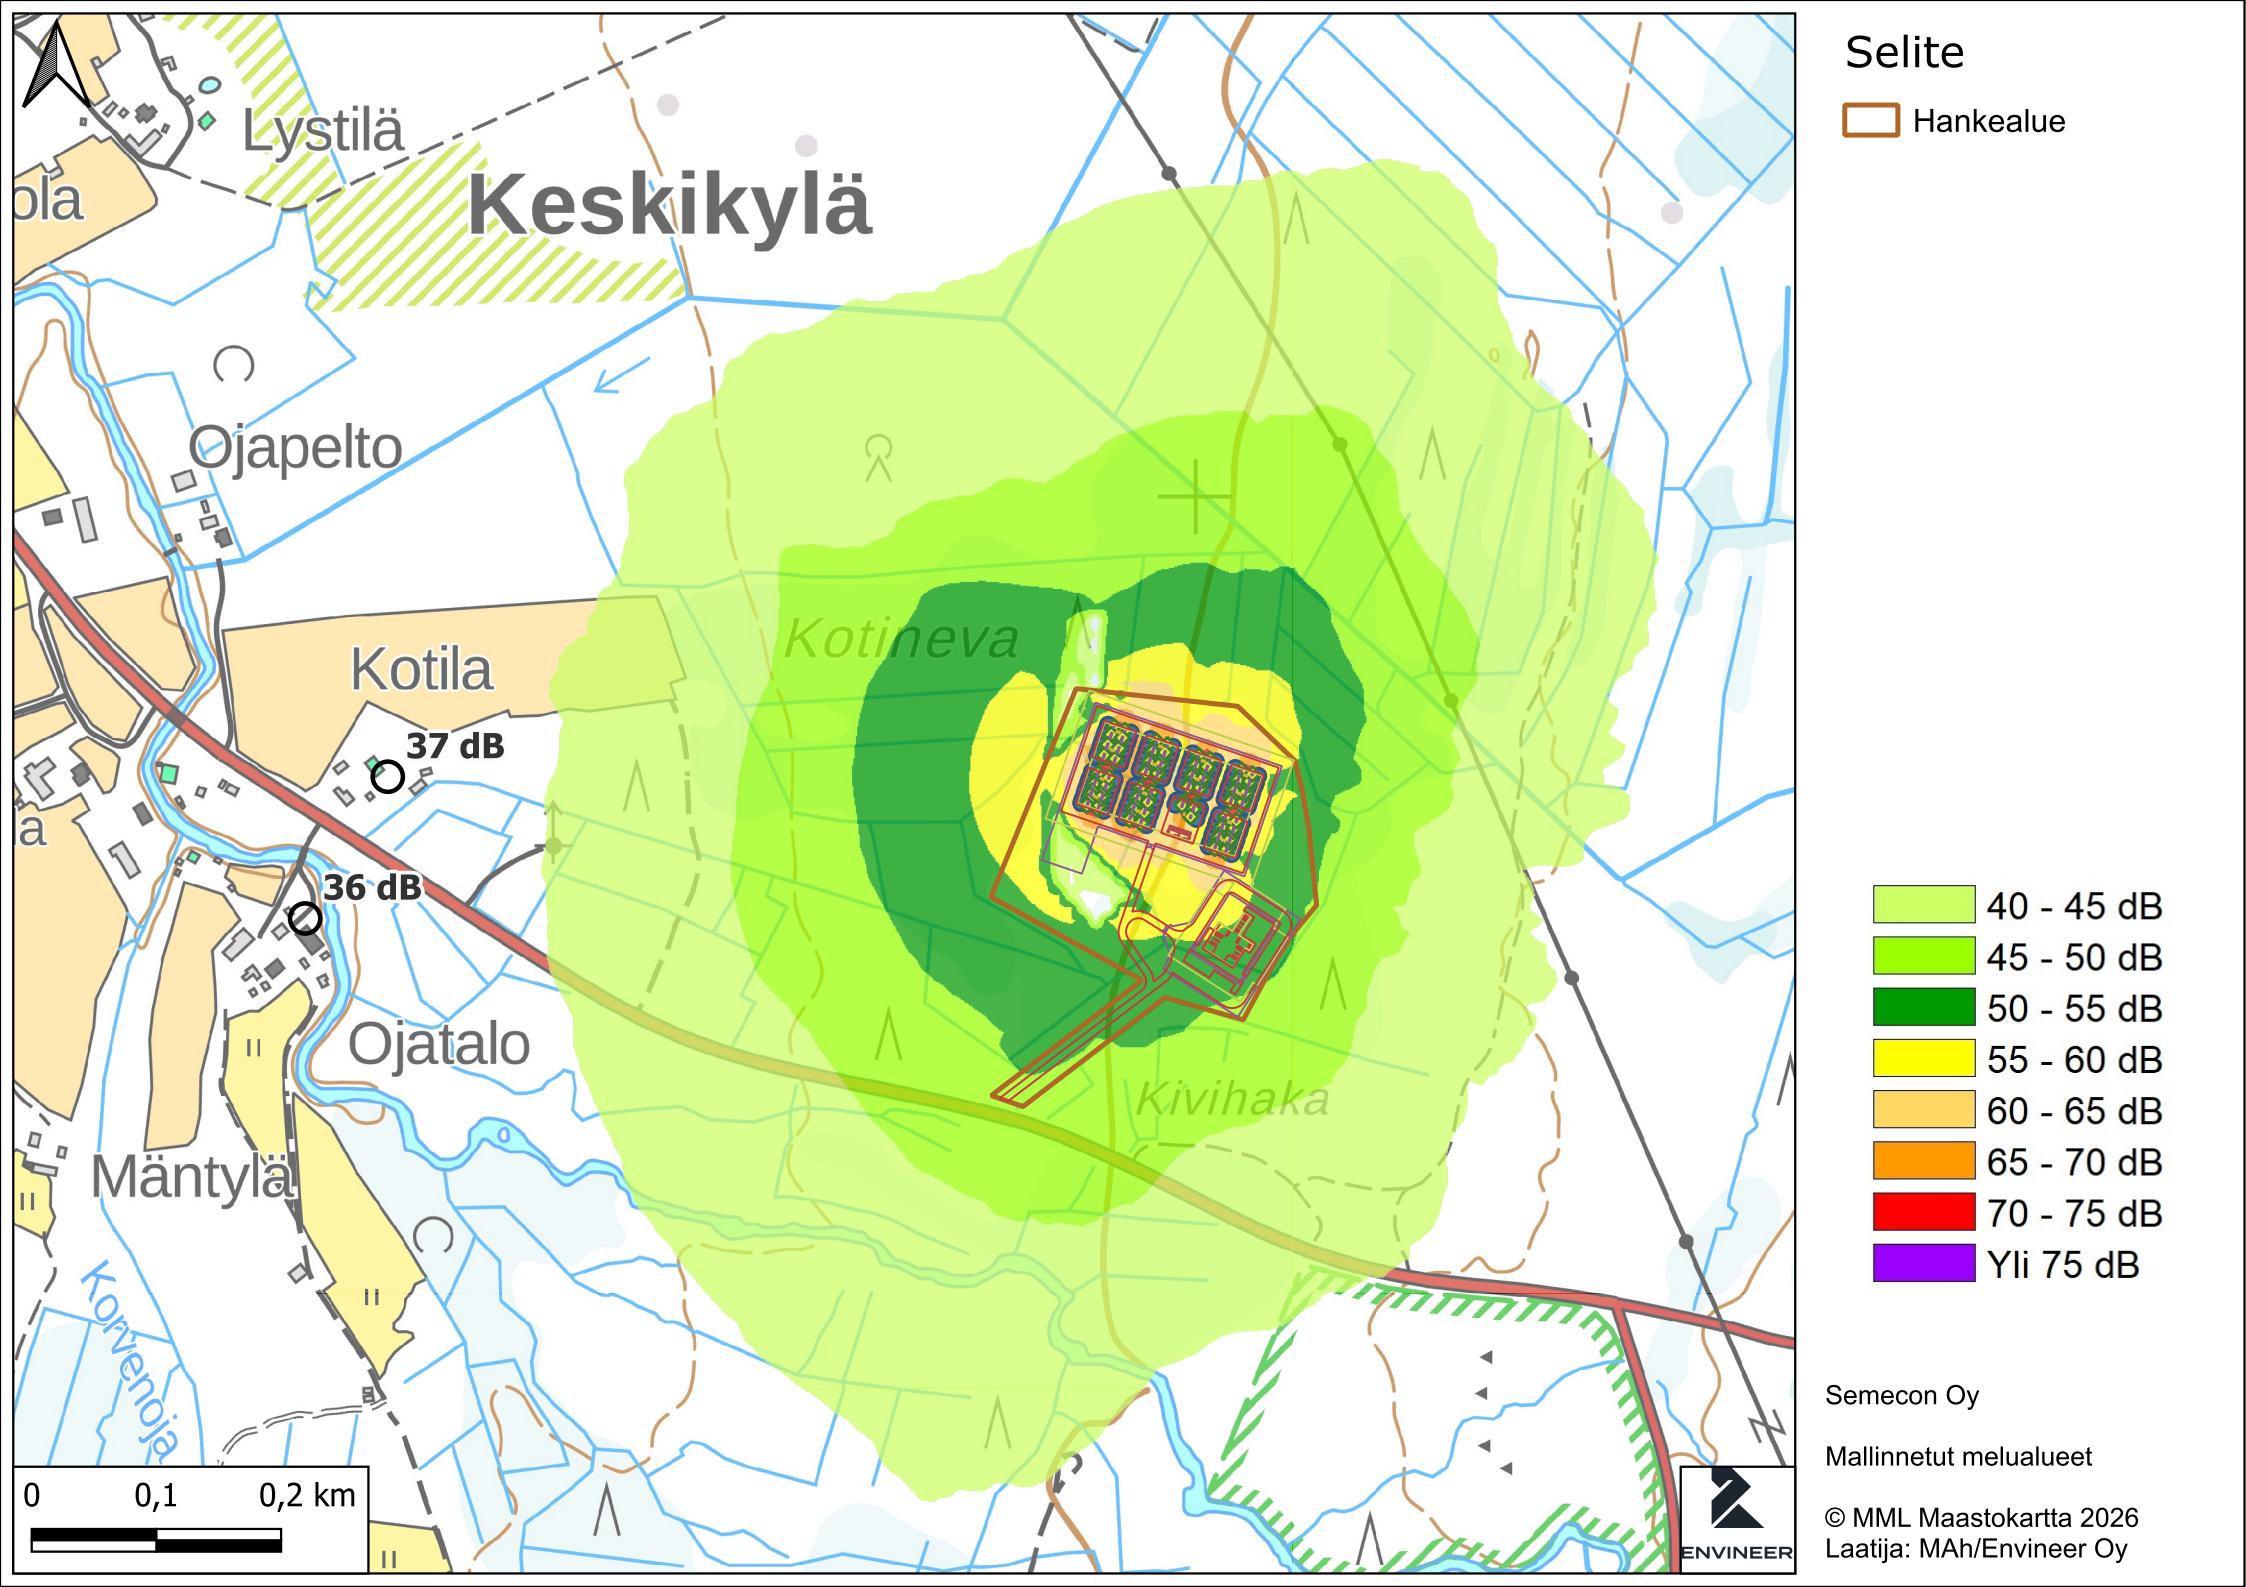 Lystilä
Keskikylä
ola
Ojapelto
Kotineva
Kotila
37 dB
la
36 dB
Ojatalo
Kivihaka
Mäntylä
Korvenoja
0 0,1 0,2 km
ENVINEER
Selite
Hankealue
40 - 45 dB
45 - 50 dB
50 - 55 dB
55 - 60 dB
60 - 65 dB
65 - 70 dB
70 - 75 dB
Yli 75 dB
Semecon Oy
Mallinnetut melualueet
© MML Maastokartta 2026
Laatija: MAh/Envineer Oy